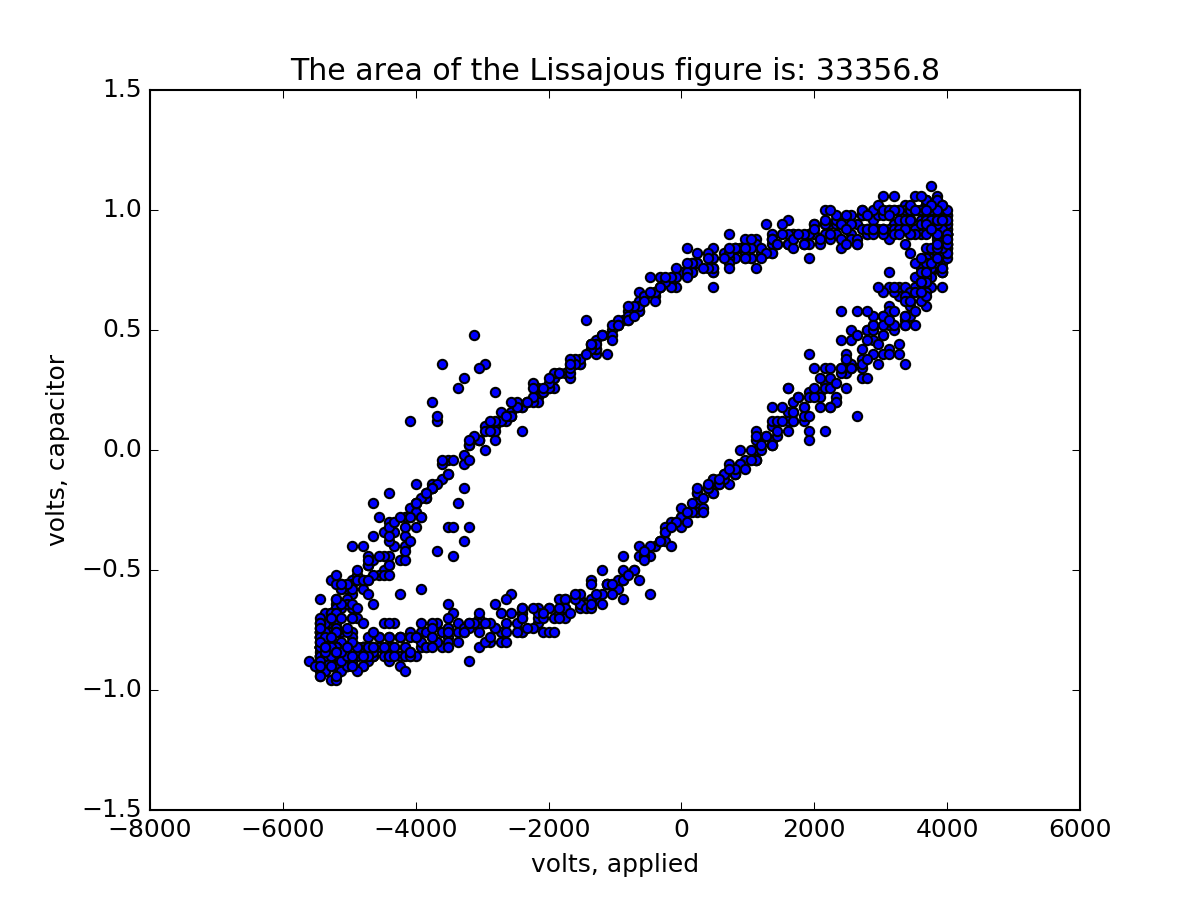 The area of the Lissajous figure is: 33356.8
1.5
1.0
0.5
0.0
−0.5
−1.0
−1.5
volts, capacitor
−8000 −6000 −4000 −2000 0 2000 4000 6000
volts, applied